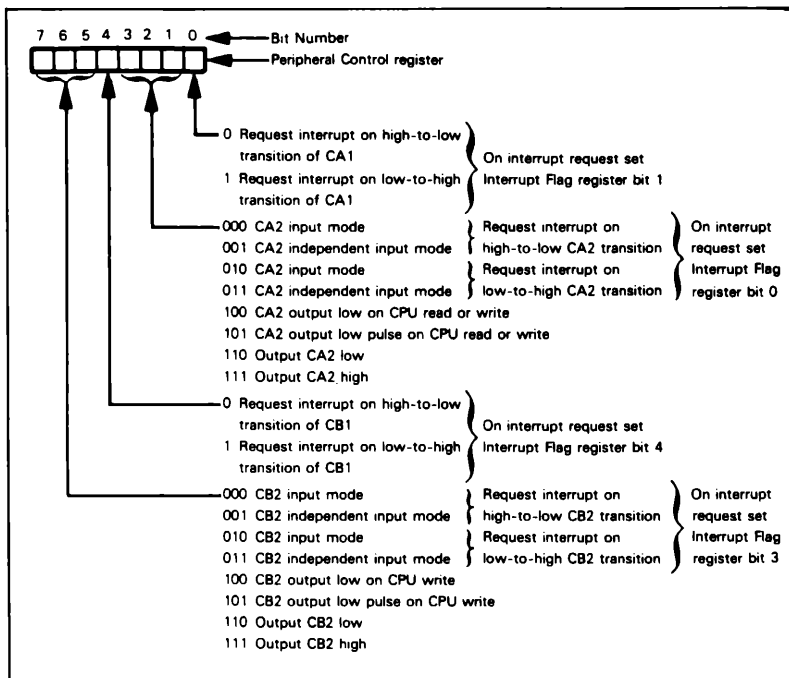 7 6 5 4 3 2 1 0 Bit Number
Peripheral Control register
0 Request interrupt on high-to-low
transition of CA1
1 Request interrupt on low-to-high
transition of CA1
On interrupt request set
Interrupt Flag register bit 1
000 CA2 input mode
001 CA2 independent input mode
010 CA2 input mode
011 CA2 independent input mode
Request interrupt on
high-to-low CA2 transition
Request interrupt on
low-to-high CA2 transition
On interrupt
request set
Interrupt Flag
register bit 0
100 CA2 output low on CPU read or write
101 CA2 output low pulse on CPU read or write
110 Output CA2 low
111 Output CA2 high
0 Request interrupt on high-to-low
transition of CB1
1 Request interrupt on low-to-high
transition of CB1
On interrupt request set
Interrupt Flag register bit 4
000 CB2 input mode
001 CB2 independent input mode
010 CB2 input mode
011 CB2 independent input mode
Request interrupt on
high-to-low CB2 transition
Request interrupt on
low-to-high CB2 transition
On interrupt
request set
Interrupt Flag
register bit 3
100 CB2 output low on CPU write
101 CB2 output low pulse on CPU write
110 Output CB2 low
111 Output CB2 high